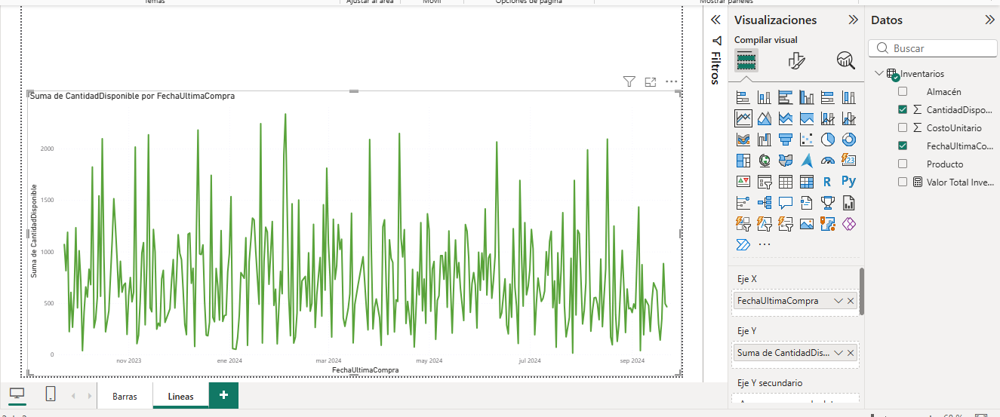 Temas
Ajustar al área
Móvil
Opciones de página
Mostrar paneles
Suma de CantidadDisponible por FechaUltimaCompra
Suma de CantidadDisponible
2000
1500
1000
500
0
nov 2023
ene 2024
mar 2024
may 2024
jul 2024
sep 2024
FechaUltimaCompra
Barras
Lineas
+
Filtros
Visualizaciones
Compilar visual
123
R
Py
...
Eje X
FechaUltimaCompra
Eje Y
Suma de CantidadDis...
Eje Y secundario
Datos
Buscar
Inventarios
Almacén
CantidadDispo...
CostoUnitario
FechaUltimaCo...
Producto
Valor Total Inve...